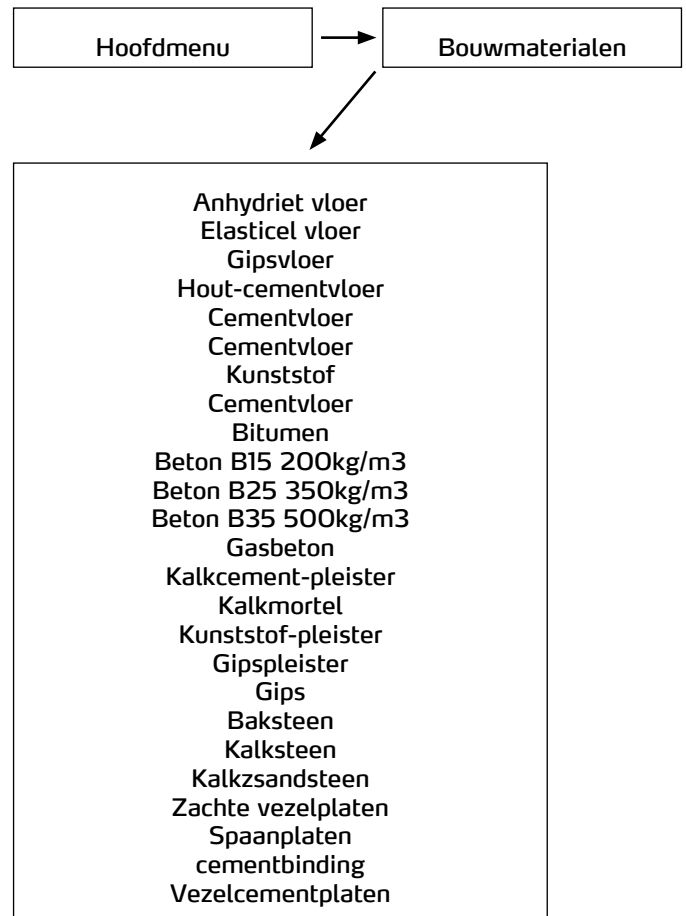 Hoofdmenu
Bouwmaterialen
Anhydriet vloer
Elasticel vloer
Gipsvloer
Hout-cementvloer
Cementvloer
Cementvloer
Kunststof
Cementvloer
Bitumen
Beton B15 200kg/m3
Beton B25 350kg/m3
Beton B35 500kg/m3
Gasbeton
Kalkcement-pleister
Kalkmortel
Kunststof-pleister
Gipspleister
Gips
Baksteen
Kalksteen
Kalkzsandsteen
Zachte vezelplaten
Spaanplaten
cementbinding
Vezelcementplaten